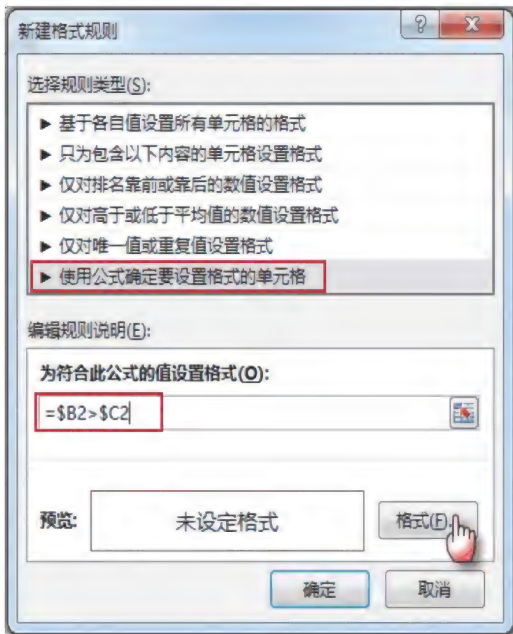 新建格式规则
选择规则类型(S):
► 基于各自值设置所有单元格的格式
► 只为包含以下内容的单元格设置格式
► 仅对排名靠前或靠后的数值设置格式
► 仅对高于或低于平均值的数值设置格式
► 仅对唯一值或重复值设置格式
► 使用公式确定要设置格式的单元格
编辑规则说明(E):
为符合此公式的值设置格式(O):
=$B2>$C2
预览: 未设定格式 格式(F)
确定 取消